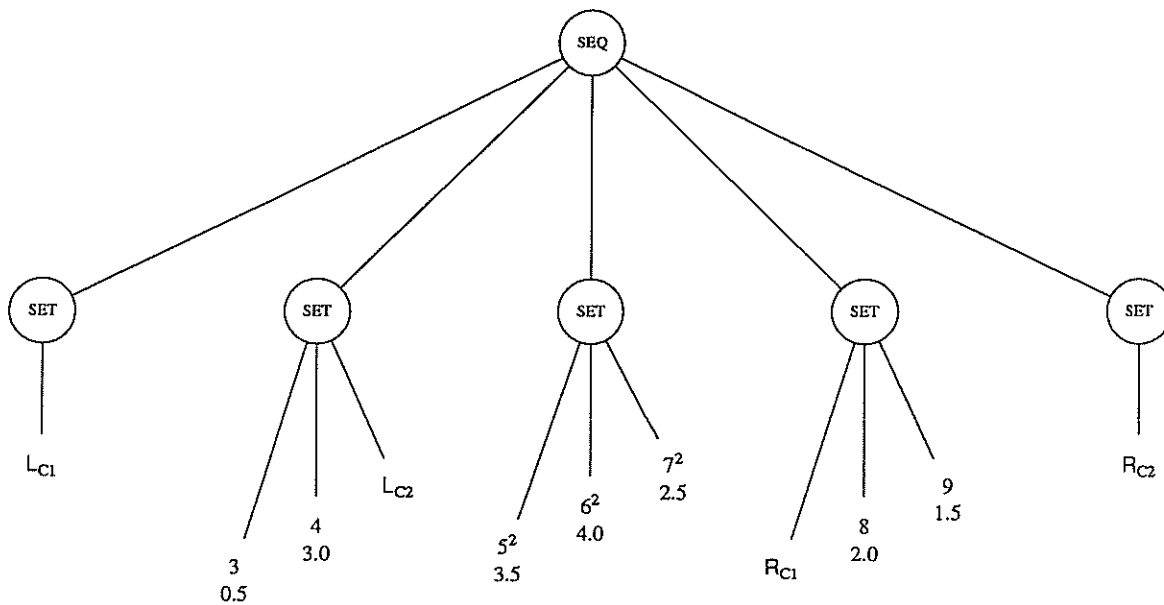 SEQ
SET
SET
SET
SET
SET
L_C1
3
0.5
4
3.0
L_C2
5²
3.5
6²
4.0
7²
2.5
R_C1
8
2.0
9
1.5
R_C2